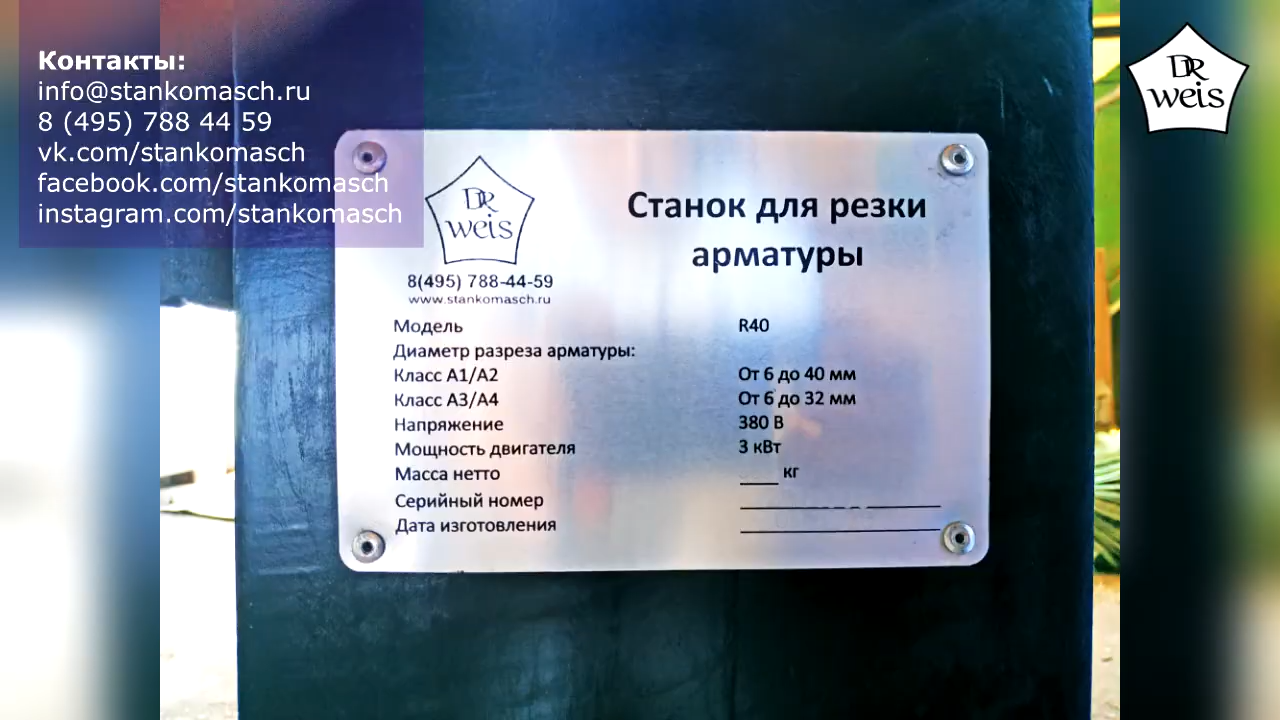 Контакты:
info@stankomasch.ru
8 (495) 788 44 59
vk.com/stankomasch
facebook.com/stankomasch
instagram.com/stankomasch
DR
weis
DR
weis
8(495) 788-44-59
www.stankomasch.ru
Станок для резки
арматуры
Модель R40
Диаметр разреза арматуры:
Класс А1/А2 От 6 до 40 мм
Класс А3/А4 От 6 до 32 мм
Напряжение 380 В
Мощность двигателя 3 кВт
Масса нетто ____ кг
Серийный номер
Дата изготовления